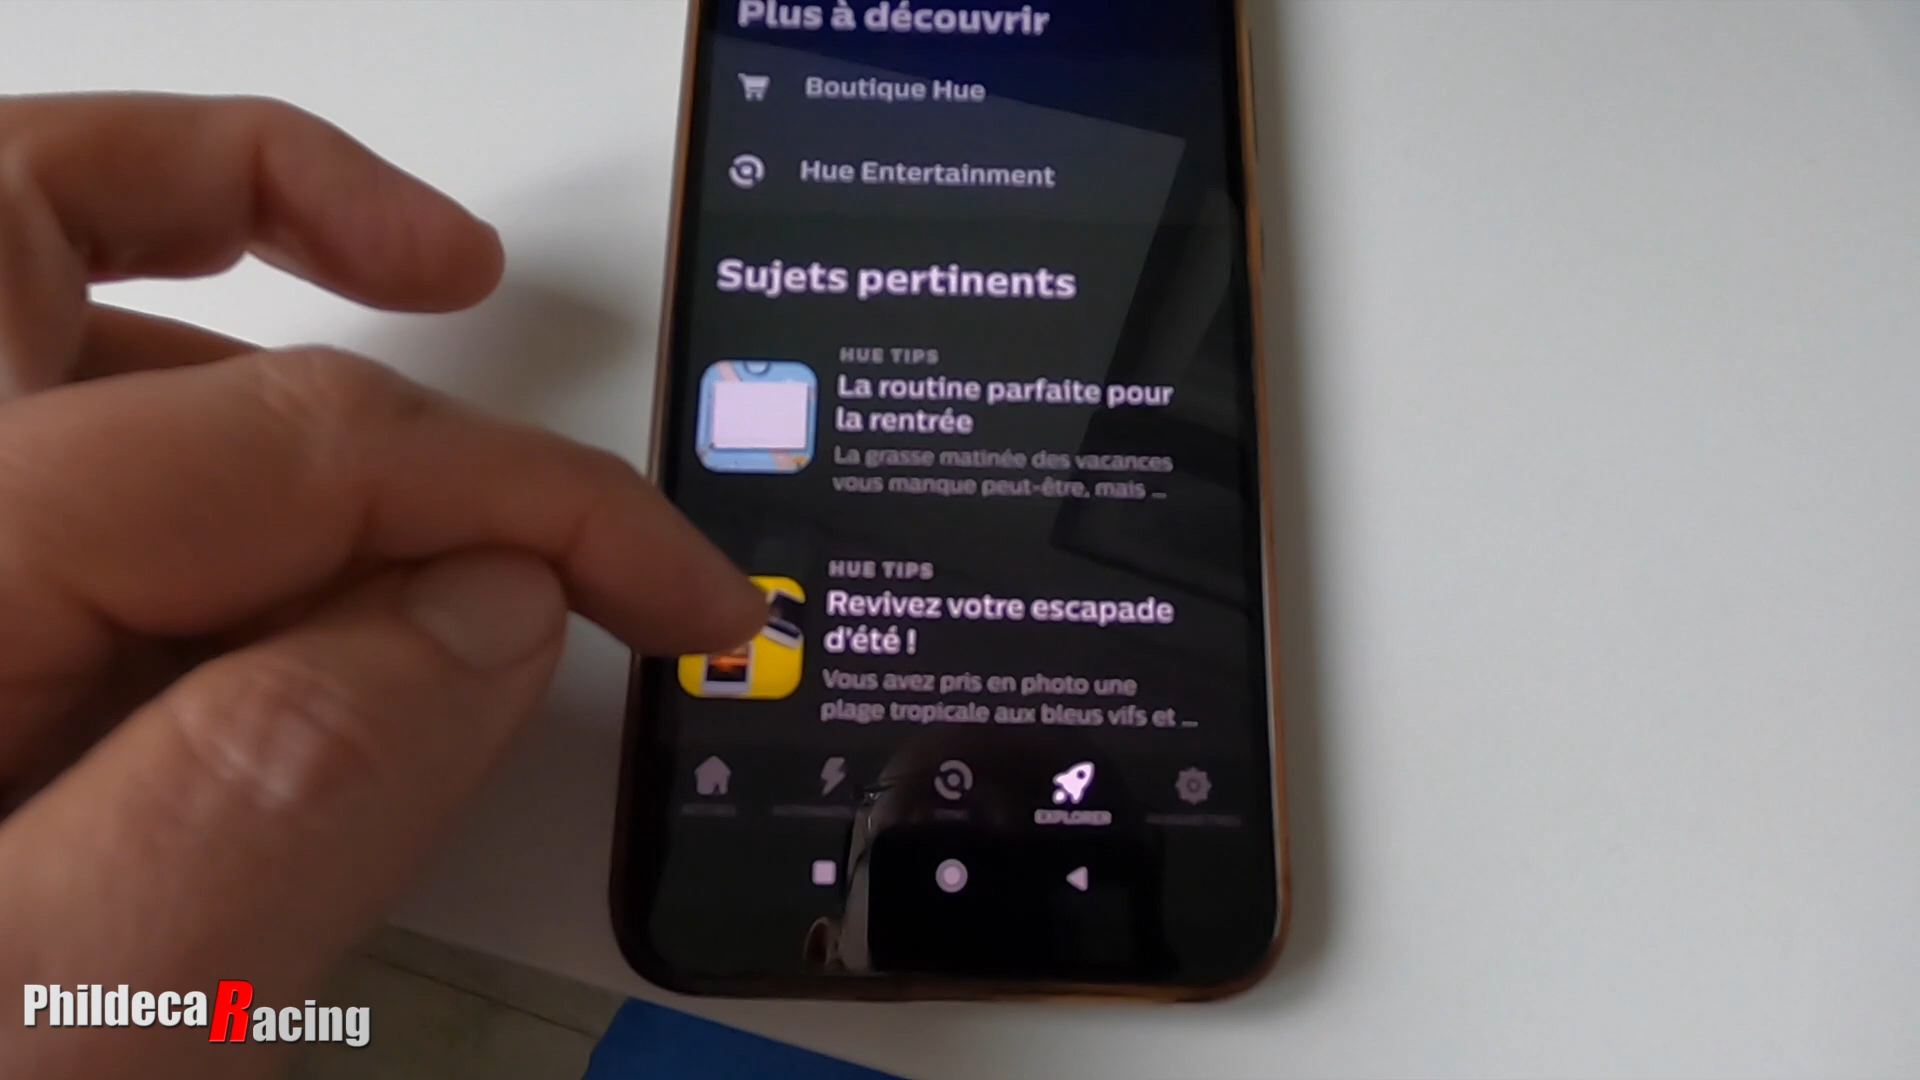 Plus à découvrir
Boutique Hue
Hue Entertainment
Sujets pertinents
HUE TIPS
La routine parfaite pour
la rentrée
La grasse matinée des vacances
vous manque peut-être, mais ...
HUE TIPS
Revivez votre escapade
d'été !
Vous avez pris en photo une
plage tropicale aux bleus vifs et ...
EXPLORER
Phildeca Racing